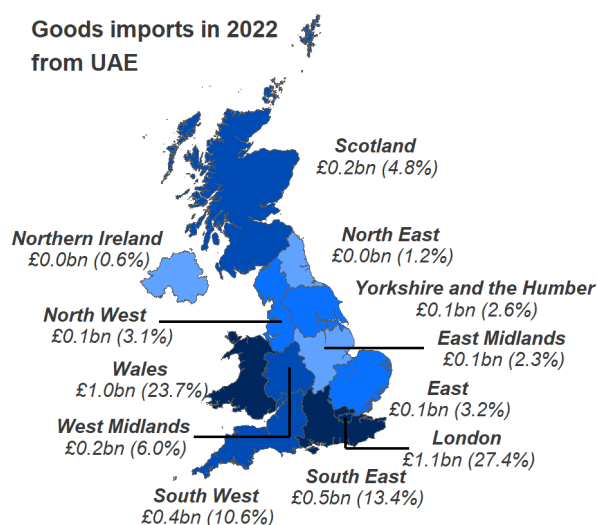 Goods imports in 2022
from UAE
Scotland
£0.2bn (4.8%)
Northern Ireland
£0.0bn (0.6%)
North East
£0.0bn (1.2%)
Yorkshire and the Humber
£0.1bn (2.6%)
North West
£0.1bn (3.1%)
East Midlands
£0.1bn (2.3%)
Wales
£1.0bn (23.7%)
East
£0.1bn (3.2%)
West Midlands
£0.2bn (6.0%)
London
£1.1bn (27.4%)
South East
£0.5bn (13.4%)
South West
£0.4bn (10.6%)